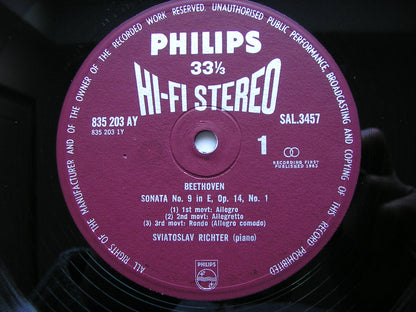 ALL RIGHTS OF THE MANUFACTURER AND OF THE OWNER OF THE RECORDED WORK RESERVED. UNAUTHORISED PUBLIC PERFORMANCE, BROADCASTING AND COPYING OF THIS RECORD PROHIBITED
PHILIPS
33⅓
HI-FI STEREO
835 203 AY
835 203 1Y
SAL.3457
1
RECORDING FIRST
PUBLISHED 1963
BEETHOVEN
SONATA No. 9 in E, Op. 14, No. 1
(1) 1st movt: Allegro
(2) 2nd movt: Allegretto
(3) 3rd movt: Rondo (Allegro comodo)
SVIATOSLAV RICHTER (piano)
PHILIPS